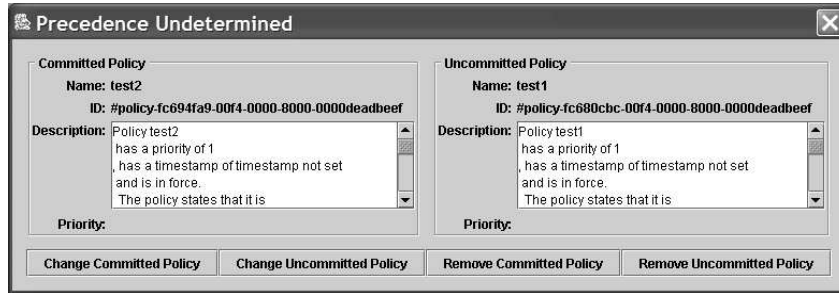 Precedence Undetermined
Committed Policy
Name: test2
ID: #policy-fc694fa9-00f4-0000-8000-0000deadbeef
Description: Policy test2
has a priority of 1
, has a timestamp of timestamp not set
and is in force.
The policy states that it is
Priority:
Uncommitted Policy
Name: test1
ID: #policy-fc680cbc-00f4-0000-8000-0000deadbeef
Description: Policy test1
has a priority of 1
, has a timestamp of timestamp not set
and is in force.
The policy states that it is
Priority:
Change Committed Policy
Change Uncommitted Policy
Remove Committed Policy
Remove Uncommitted Policy